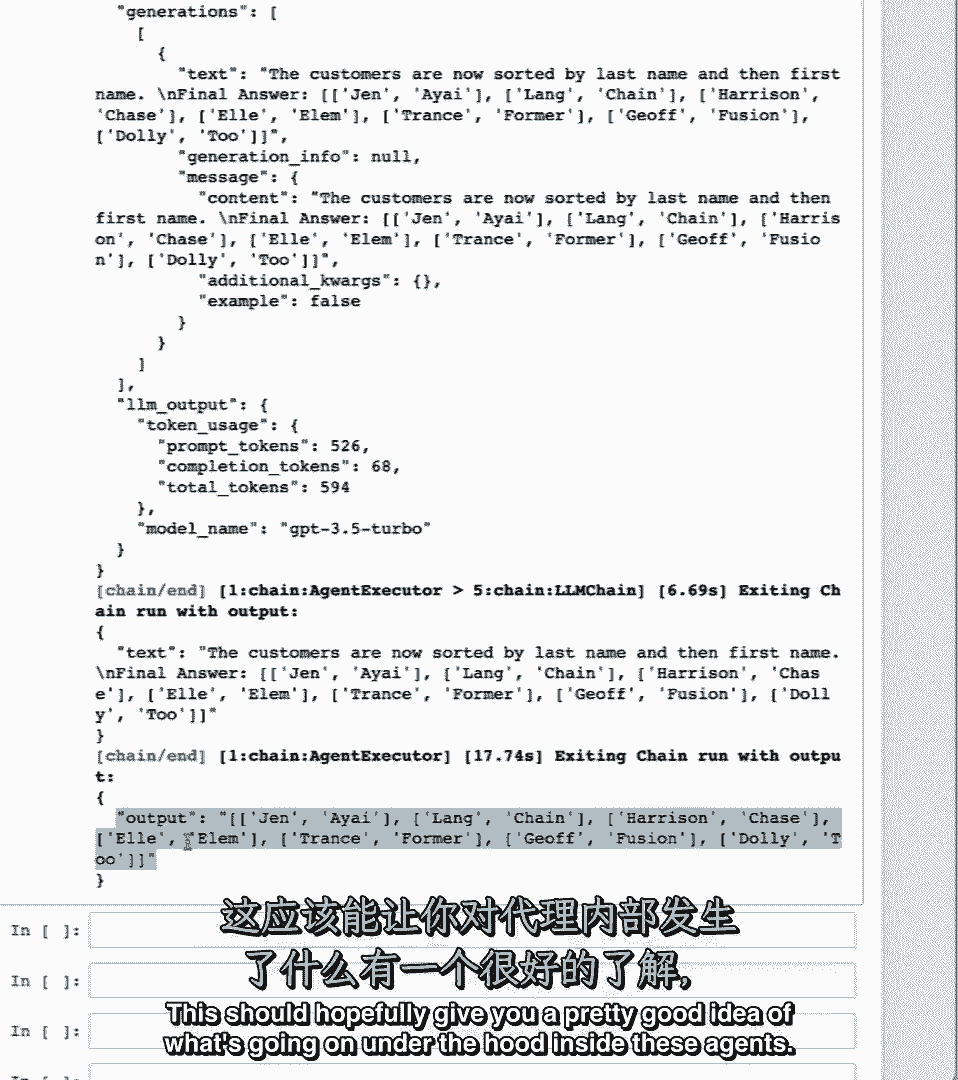 "generations": [
[
{
"text": "The customers are now sorted by last name and then first
name. \nFinal Answer: [['Jen', 'Ayai'], ['Lang', 'Chain'], ['Harrison',
'Chase'], ['Elle', 'Elem'], ['Trance', 'Former'], ['Geoff', 'Fusion'],
['Dolly', 'Too']]",
"generation_info": null,
"message": {
"content": "The customers are now sorted by last name and then
first name. \nFinal Answer: [['Jen', 'Ayai'], ['Lang', 'Chain'], ['Harris
on', 'Chase'], ['Elle', 'Elem'], ['Trance', 'Former'], ['Geoff', 'Fusio
n'], ['Dolly', 'Too']]",
"additional_kwargs": {},
"example": false
}
}
]
],
"llm_output": {
"token_usage": {
"prompt_tokens": 526,
"completion_tokens": 68,
"total_tokens": 594
},
"model_name": "gpt-3.5-turbo"
}
}
[chain/end] [1:chain:AgentExecutor > 5:chain:LLMChain] [6.69s] Exiting Ch
ain run with output:
{
"text": "The customers are now sorted by last name and then first name.
\nFinal Answer: [['Jen', 'Ayai'], ['Lang', 'Chain'], ['Harrison', 'Chas
e'], ['Elle', 'Elem'], ['Trance', 'Former'], ['Geoff', 'Fusion'], ['Doll
y', 'Too']]"
}
[chain/end] [1:chain:AgentExecutor] [17.74s] Exiting Chain run with outpu
t:
{
"output": "[['Jen', 'Ayai'], ['Lang', 'Chain'], ['Harrison', 'Chase'],
['Elle', 'Elem'], ['Trance', 'Former'], ['Geoff', 'Fusion'], ['Dolly', 'T
oo']]"
}
In [ ]:
这应该能让你对代理内部发生
In [ ]:
了什么有一个很好的了解,
In [ ]:
This should hopefully give you a pretty good idea of
what's going on under the hood inside these agents.
In [ ]: